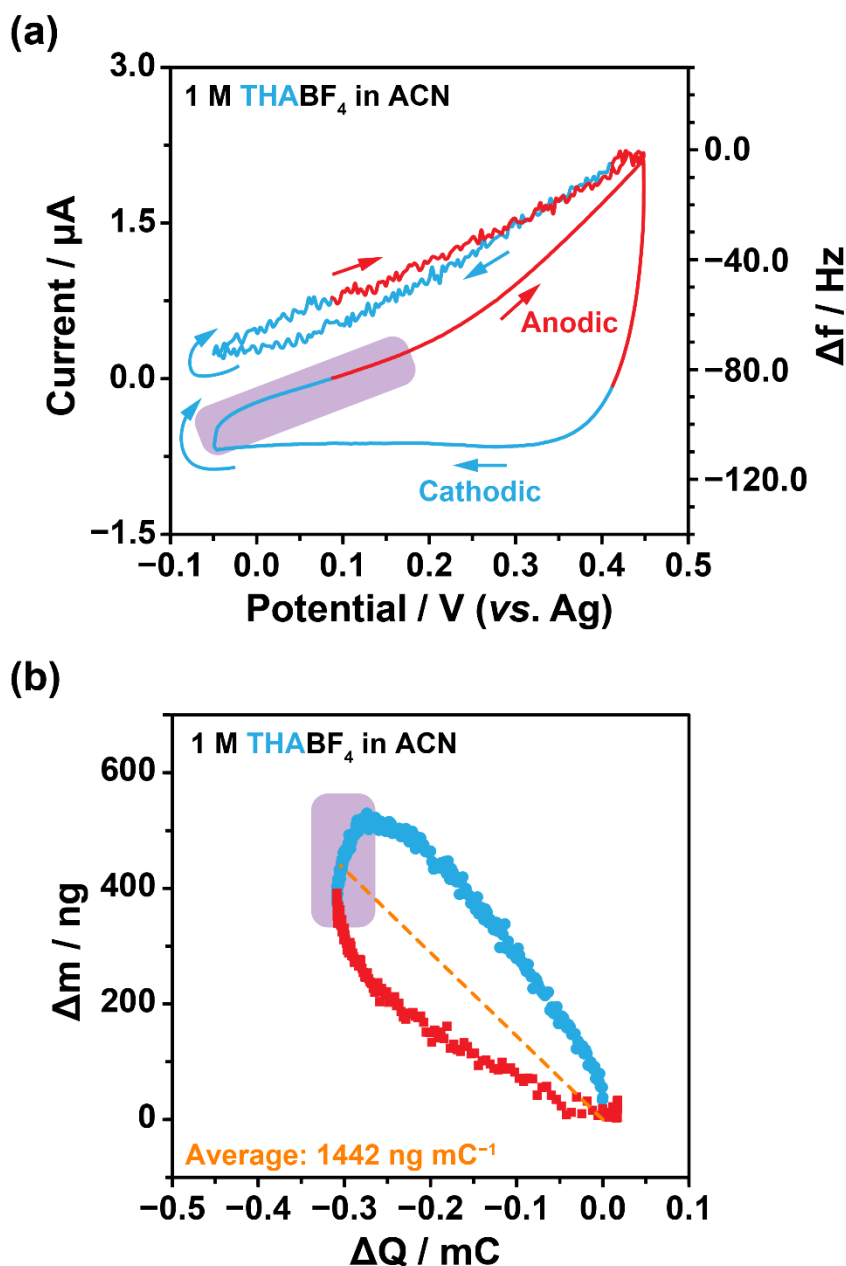 (a)
1 M THABF₄ in ACN
3.0
1.5
0.0
−1.5
Current / μA
0.0
−40.0
−80.0
−120.0
Δf / Hz
Anodic
Cathodic
−0.1 0.0 0.1 0.2 0.3 0.4 0.5
Potential / V (vs. Ag)
(b)
1 M THABF₄ in ACN
600
400
200
0
Δm / ng
Average: 1442 ng mC⁻¹
−0.5 −0.4 −0.3 −0.2 −0.1 0.0 0.1
ΔQ / mC